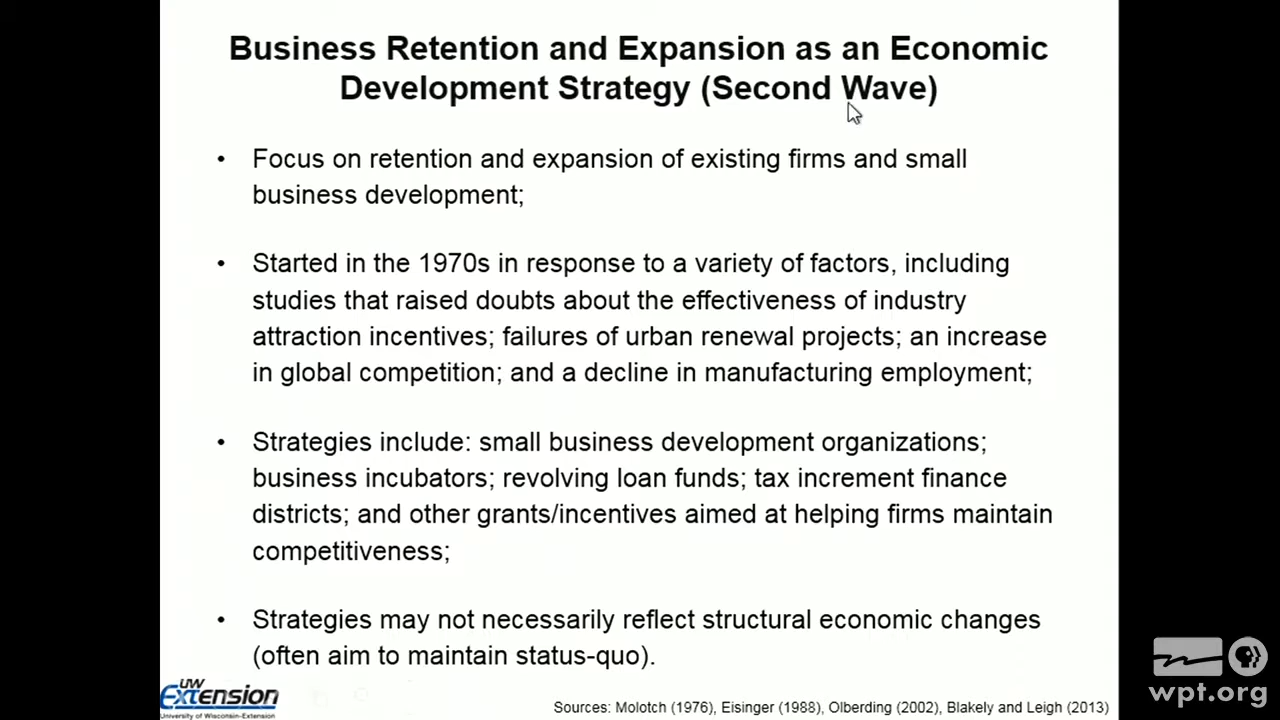 Business Retention and Expansion as an Economic
Development Strategy (Second Wave)
• Focus on retention and expansion of existing firms and small
business development;
• Started in the 1970s in response to a variety of factors, including
studies that raised doubts about the effectiveness of industry
attraction incentives; failures of urban renewal projects; an increase
in global competition; and a decline in manufacturing employment;
• Strategies include: small business development organizations;
business incubators; revolving loan funds; tax increment finance
districts; and other grants/incentives aimed at helping firms maintain
competitiveness;
• Strategies may not necessarily reflect structural economic changes
(often aim to maintain status-quo).
UW
Extension
University of Wisconsin-Extension
Sources: Molotch (1976), Eisinger (1988), Olberding (2002), Blakely and Leigh (2013)
wpt.org